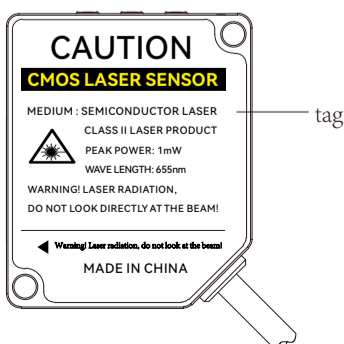 CAUTION
CMOS LASER SENSOR
MEDIUM : SEMICONDUCTOR LASER
CLASS II LASER PRODUCT
PEAK POWER: 1mW
WAVE LENGTH: 655nm
WARNING! LASER RADIATION,
DO NOT LOOK DIRECTLY AT THE BEAM!
Warning! Laser radiation, do not look at the beam!
MADE IN CHINA
tag